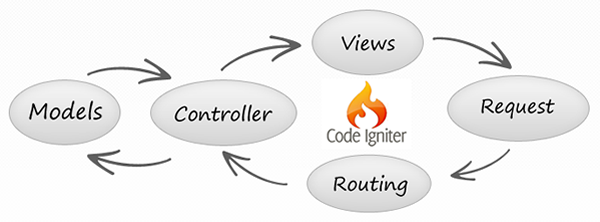 Views
Models
Controller
Request
Code Igniter
Routing